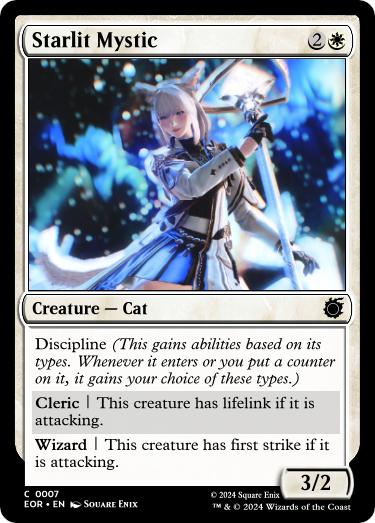 Starlit Mystic 2
Creature — Cat
Discipline (This gains abilities based on its
types. Whenever it enters or you put a counter
on it, it gains your choice of these types.)
Cleric | This creature has lifelink if it is
attacking.
Wizard | This creature has first strike if it
is attacking.
3/2
C 0007
EOR • EN Square Enix
© 2024 Square Enix
™ & © 2024 Wizards of the Coast